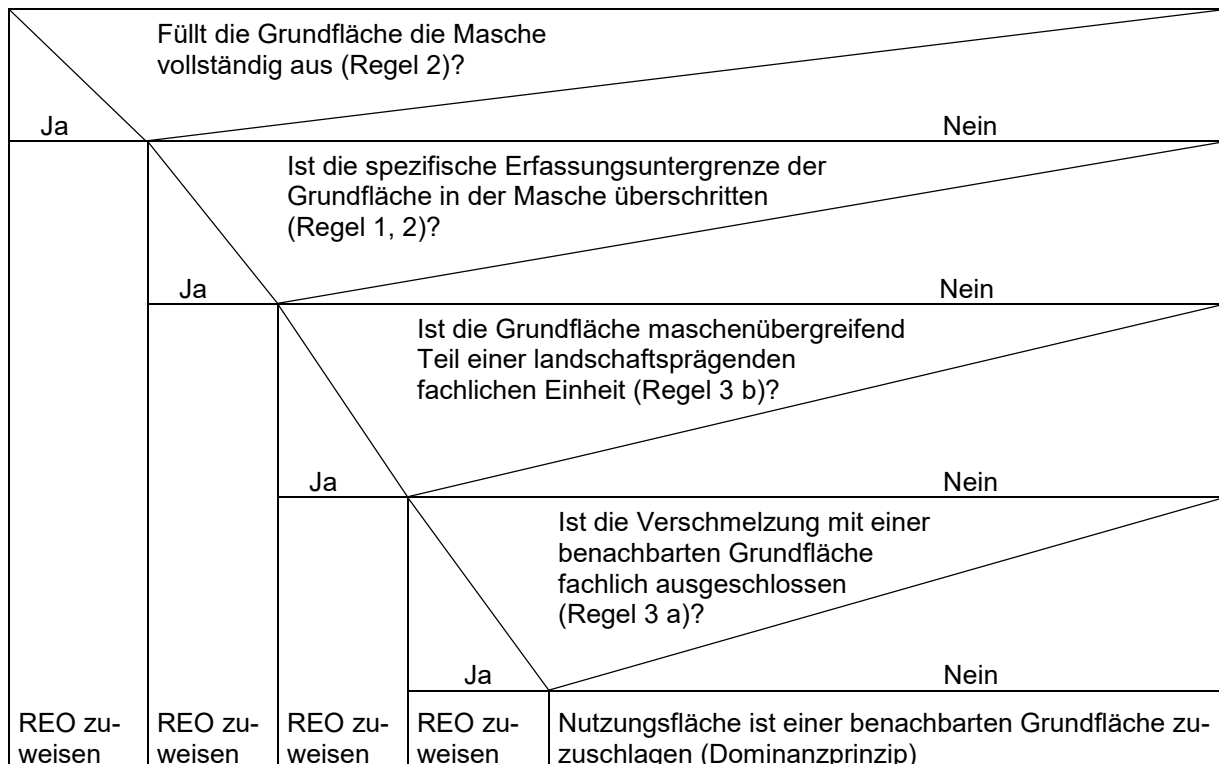 Füllt die Grundfläche die Masche
vollständig aus (Regel 2)?
Ja
Nein
Ist die spezifische Erfassungsuntergrenze der
Grundfläche in der Masche überschritten
(Regel 1, 2)?
Ja
Nein
Ist die Grundfläche maschenübergreifend
Teil einer landschaftsprägenden
fachlichen Einheit (Regel 3 b)?
Ja
Nein
Ist die Verschmelzung mit einer
benachbarten Grundfläche
fachlich ausgeschlossen
(Regel 3 a)?
Ja
Nein
REO zu-
weisen
REO zu-
weisen
REO zu-
weisen
REO zu-
weisen
Nutzungsfläche ist einer benachbarten Grundfläche zu-
zuschlagen (Dominanzprinzip)